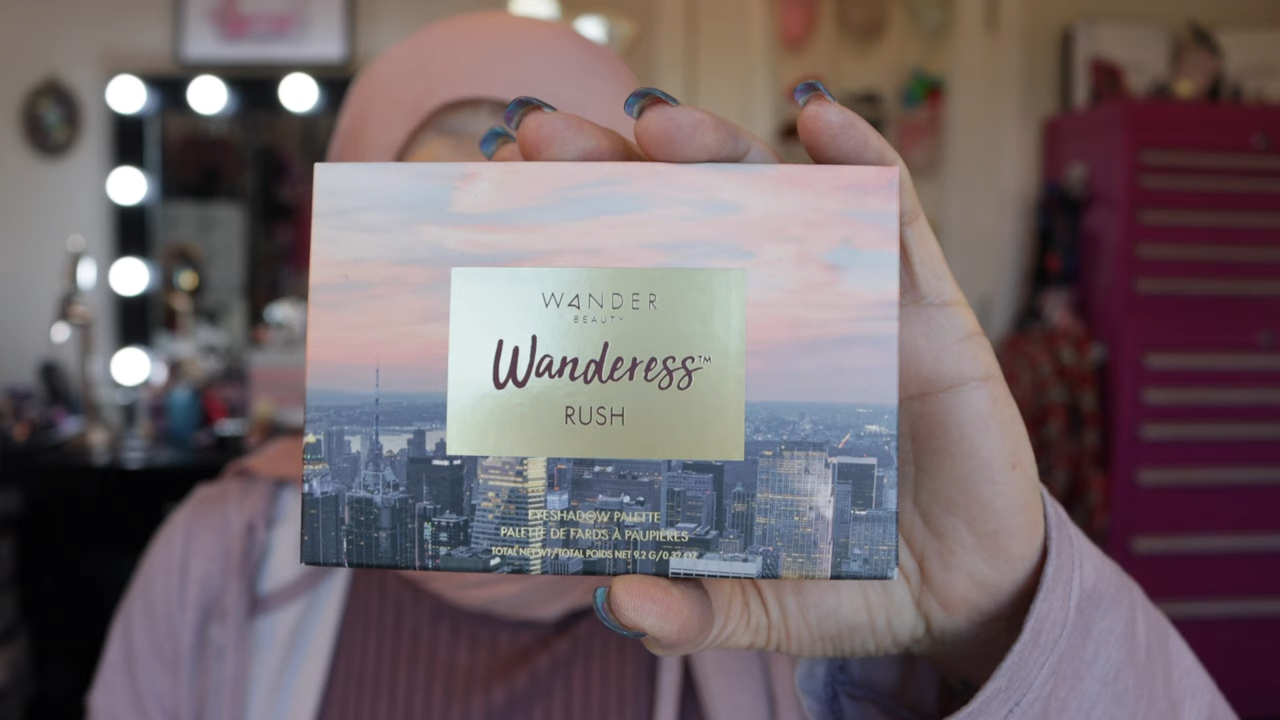 WANDER
BEAUTY
Wanderess™
RUSH
EYESHADOW PALETTE
PALETTE DE FARDS À PAUPIÈRES
TOTAL NET WT/TOTAL POIDS NET 9.2 G/0.32 OZ